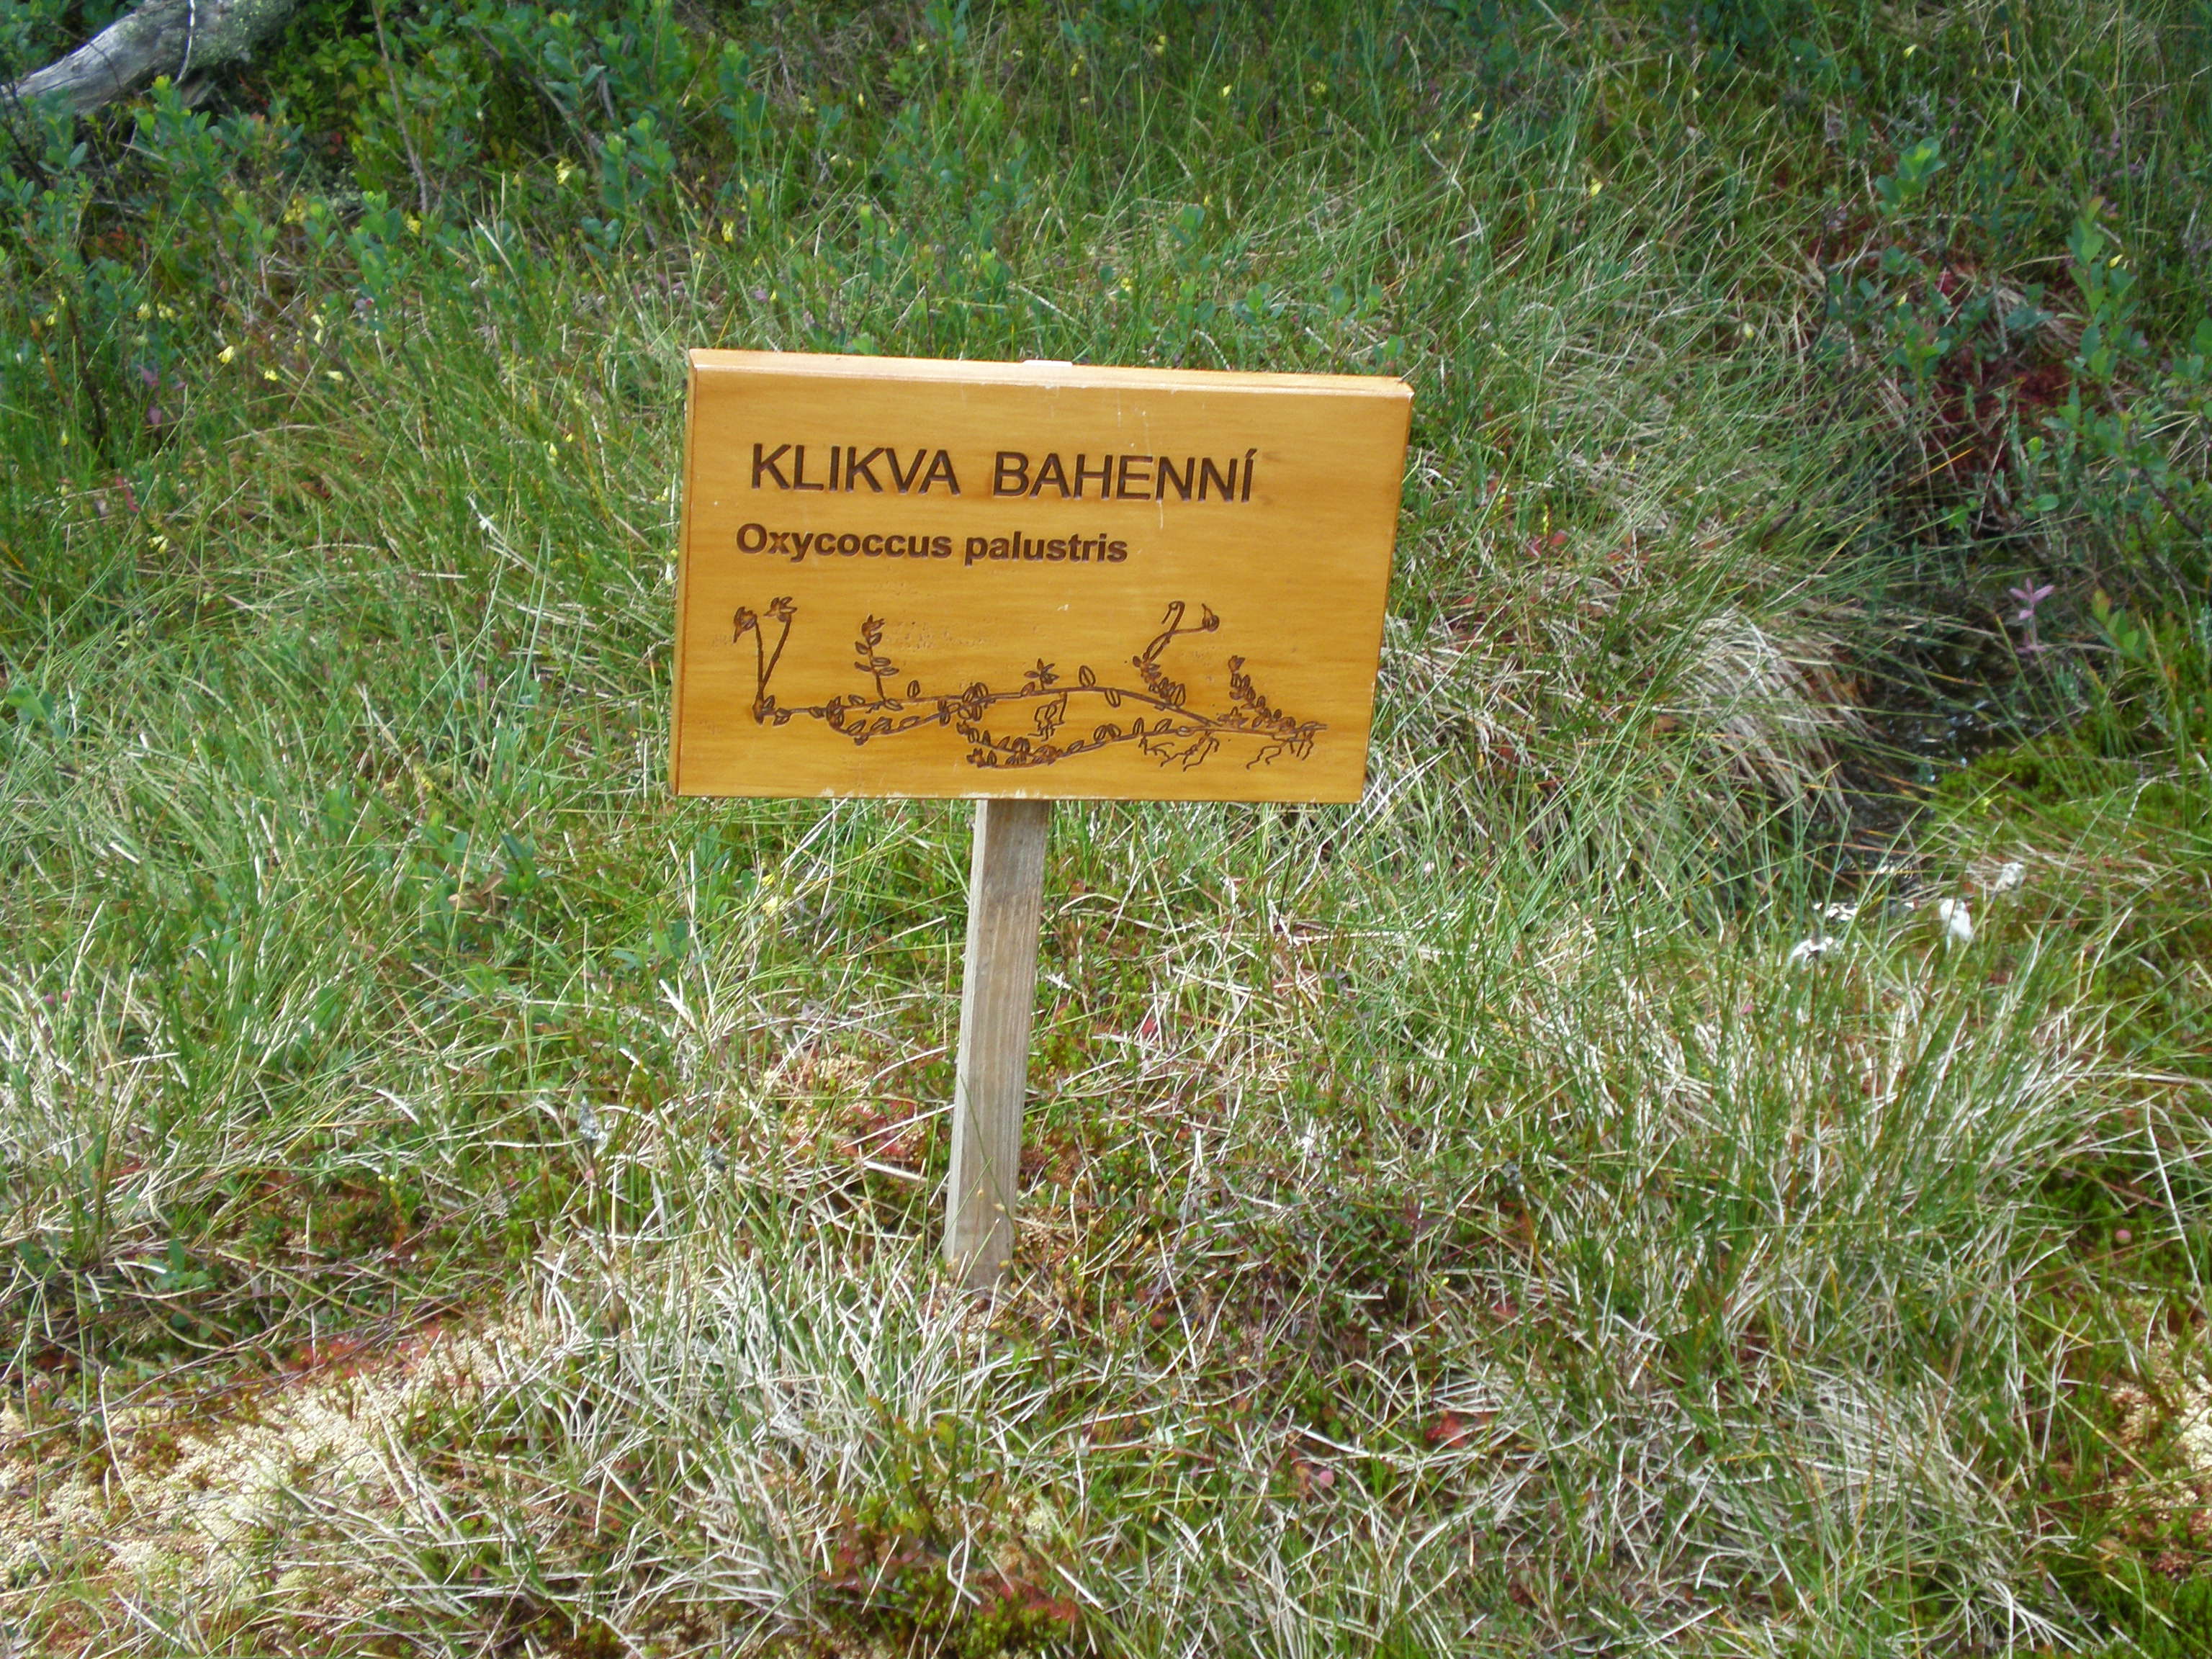 KLIKVA BAHENNÍ
Oxycoccus palustris